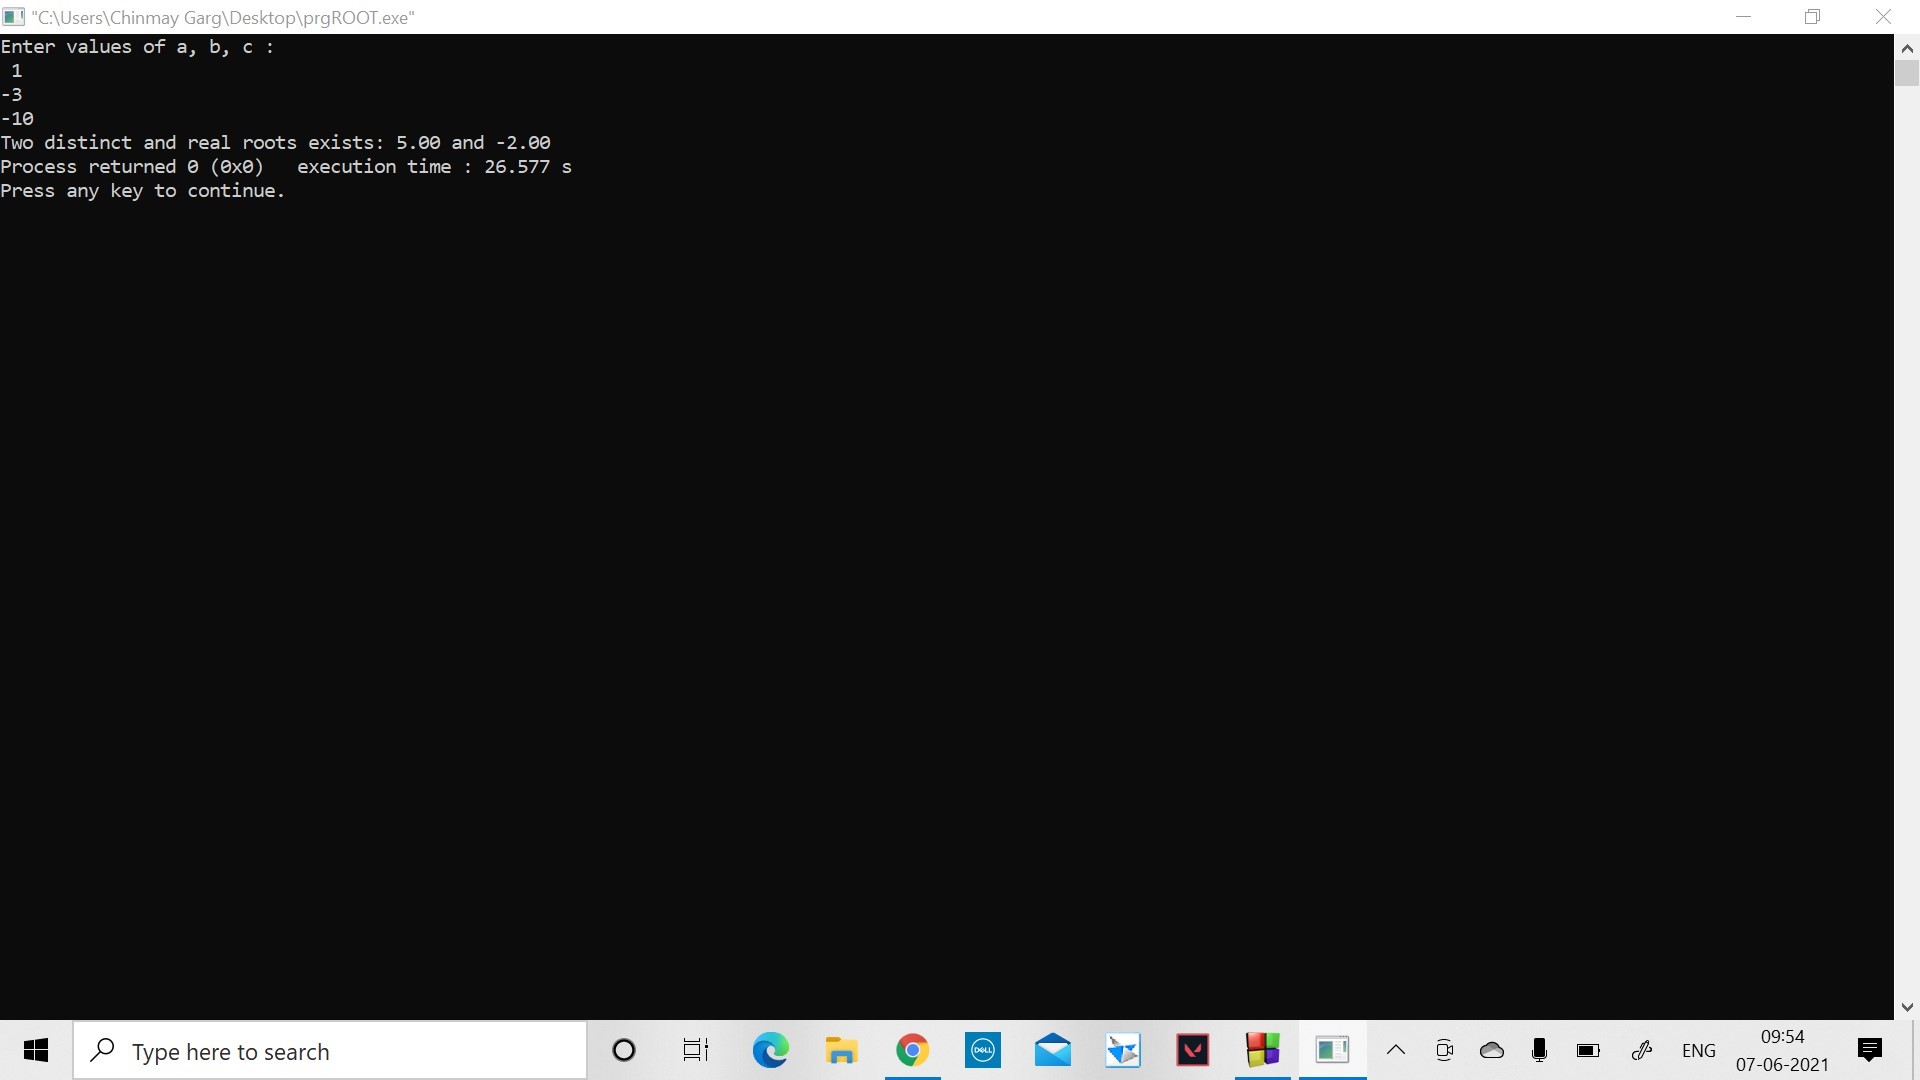 "C:\Users\Chinmay Garg\Desktop\prgROOT.exe"
Enter values of a, b, c :
1
-3
-10
Two distinct and real roots exists: 5.00 and -2.00
Process returned 0 (0x0)   execution time : 26.577 s
Press any key to continue.
Type here to search
DELL
ENG
09:54
07-06-2021